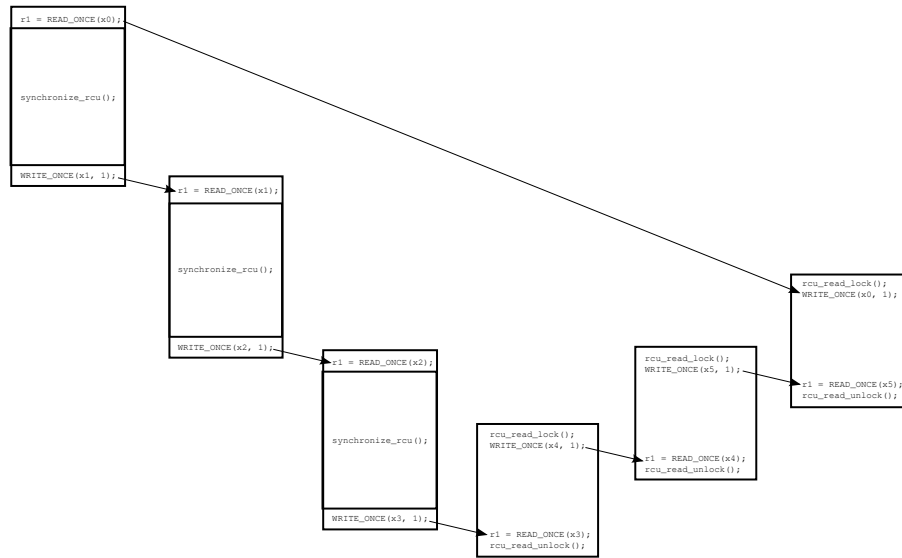 r1 = READ_ONCE(x0);
synchronize_rcu();
WRITE_ONCE(x1, 1);
r1 = READ_ONCE(x1);
synchronize_rcu();
WRITE_ONCE(x2, 1);
r1 = READ_ONCE(x2);
synchronize_rcu();
WRITE_ONCE(x3, 1);
rcu_read_lock();
WRITE_ONCE(x4, 1);
r1 = READ_ONCE(x3);
rcu_read_unlock();
rcu_read_lock();
WRITE_ONCE(x5, 1);
r1 = READ_ONCE(x4);
rcu_read_unlock();
rcu_read_lock();
WRITE_ONCE(x0, 1);
r1 = READ_ONCE(x5);
rcu_read_unlock();